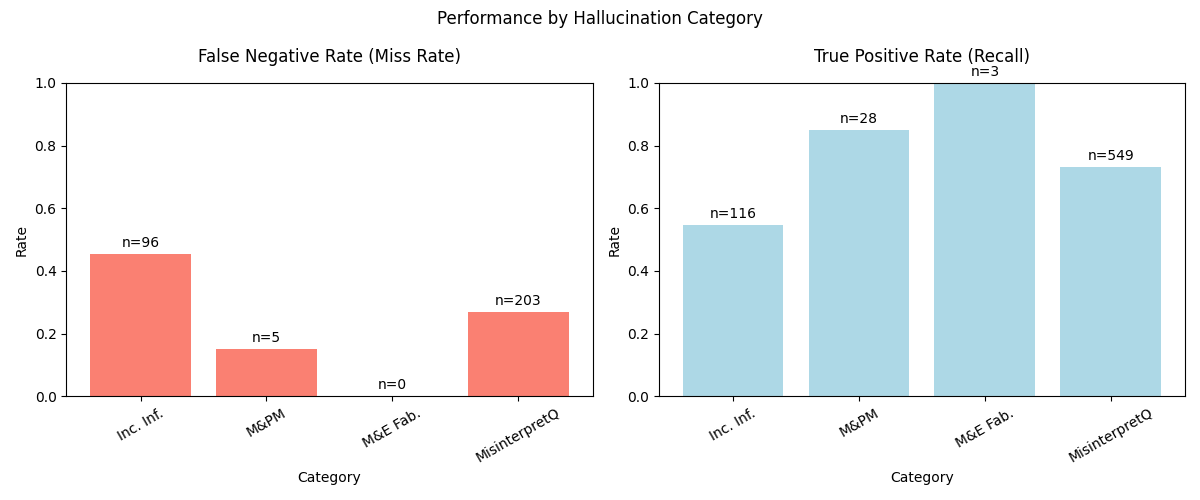 Performance by Hallucination Category
False Negative Rate (Miss Rate)
1.0
0.8
0.6
0.4
0.2
0.0
Rate
n=96
n=5
n=0
n=203
Inc. Inf.
M&PM
M&E Fab.
MisinterpretQ
Category
True Positive Rate (Recall)
1.0
0.8
0.6
0.4
0.2
0.0
Rate
n=116
n=28
n=3
n=549
Inc. Inf.
M&PM
M&E Fab.
MisinterpretQ
Category